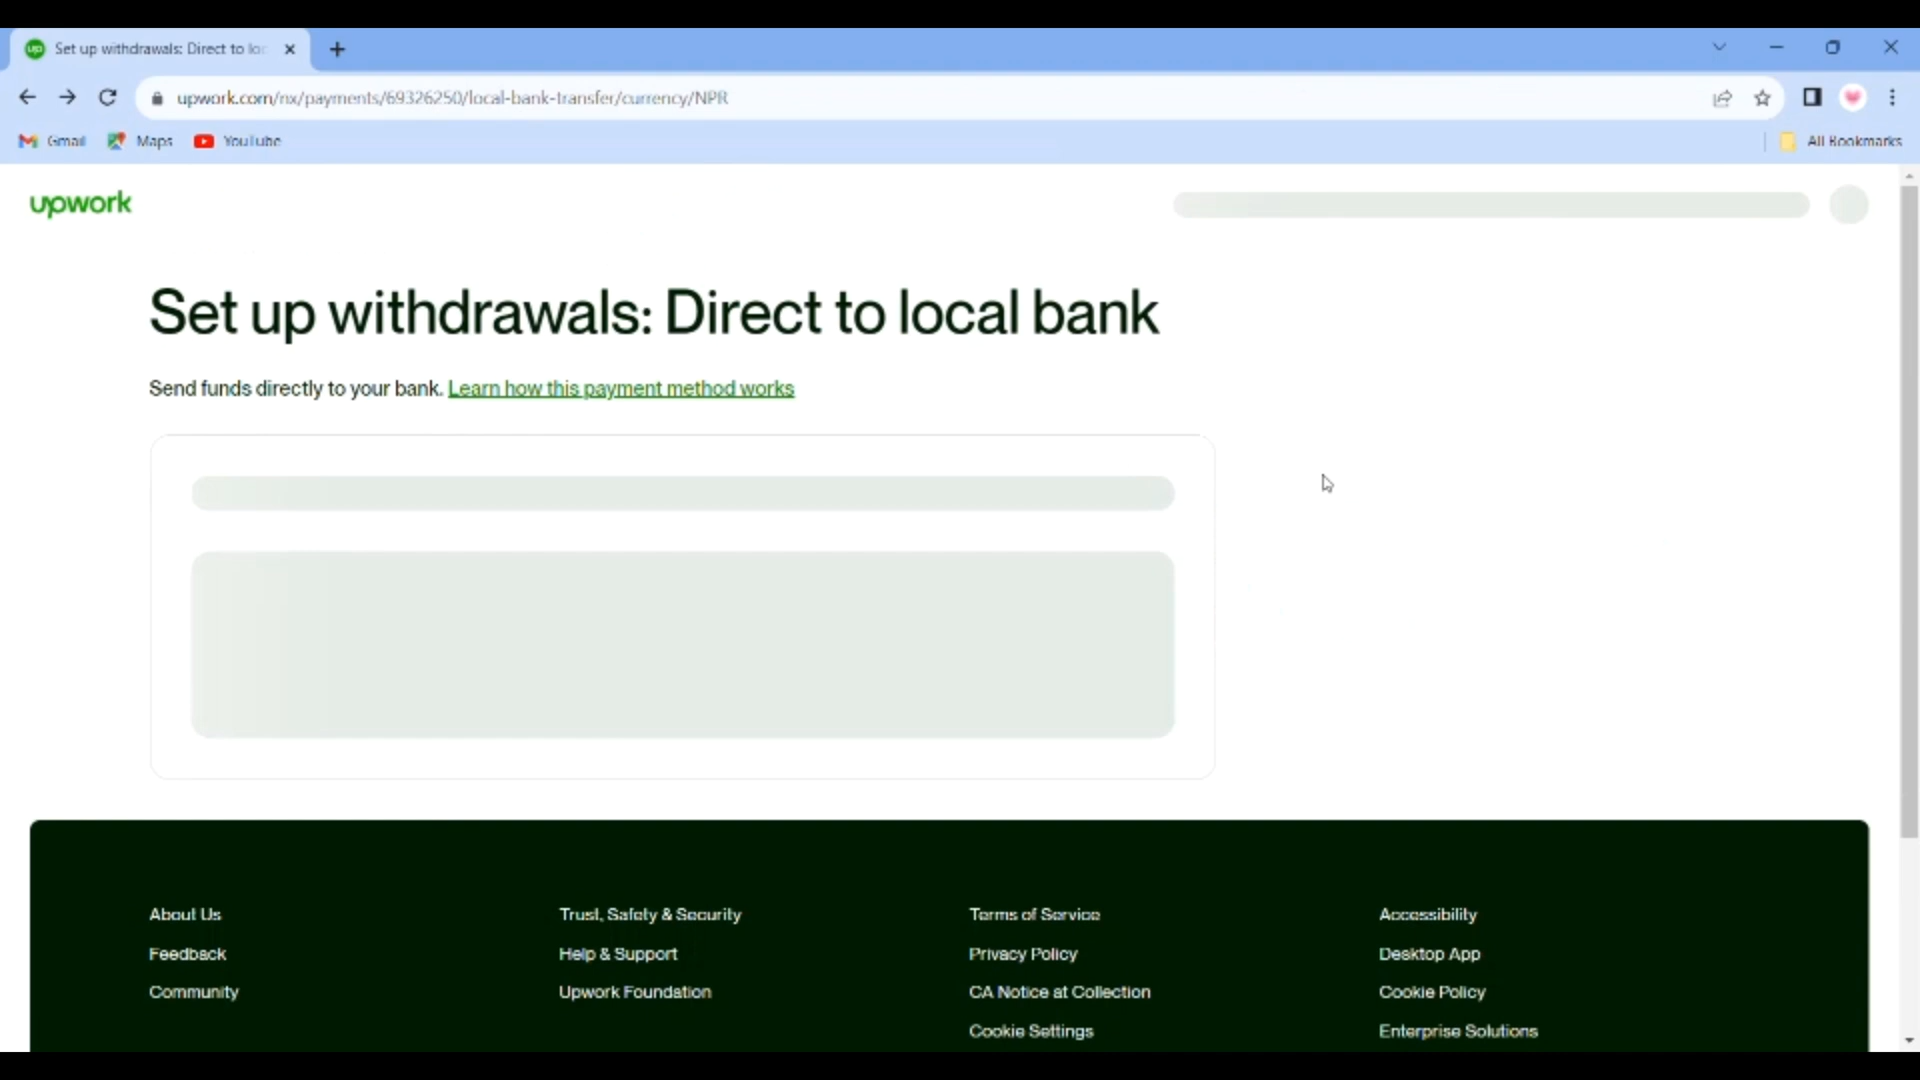 Set up withdrawals: Direct to loc
upwork.com/nx/payments/69326250/local-bank-transfer/currency/NPR
Gmail Maps YouTube All Bookmarks
upwork
Set up withdrawals: Direct to local bank
Send funds directly to your bank. Learn how this payment method works
About Us Trust, Safety & Security Terms of Service Accessibility
Feedback Help & Support Privacy Policy Desktop App
Community Upwork Foundation CA Notice at Collection Cookie Policy
Cookie Settings Enterprise Solutions